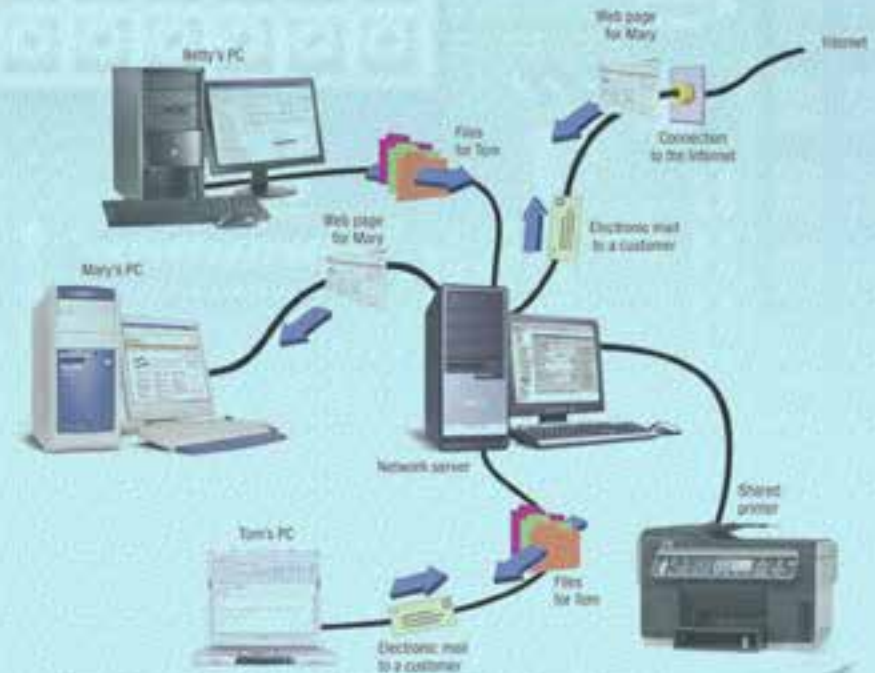 Betty's PC
Web page
for Mary
Internet
Files
for Tom
Connection
to the Internet
Web page
for Mary
Electronic mail
to a customer
Mary's PC
Network server
Shared
printer
Tom's PC
Files
for Tom
Electronic mail
to a customer